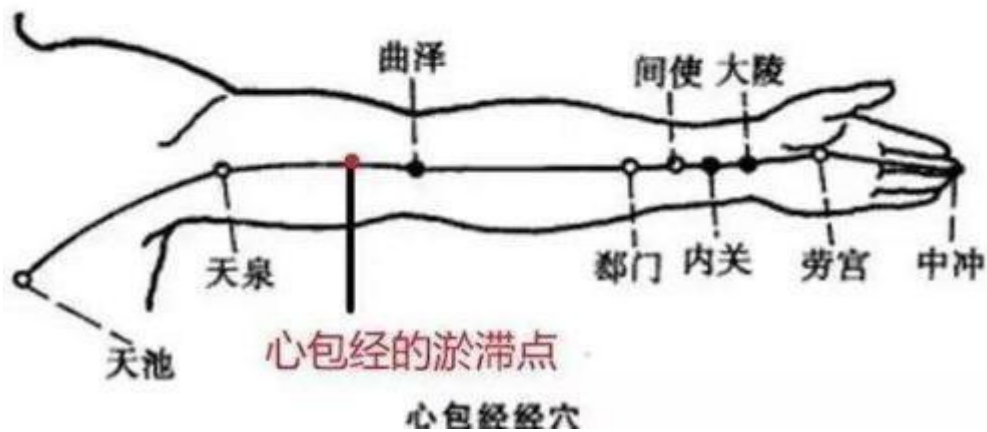 曲泽
间使 大陵
天泉
郄门 内关 劳宫 中冲
天池
心包经的淤滞点
心包经经穴